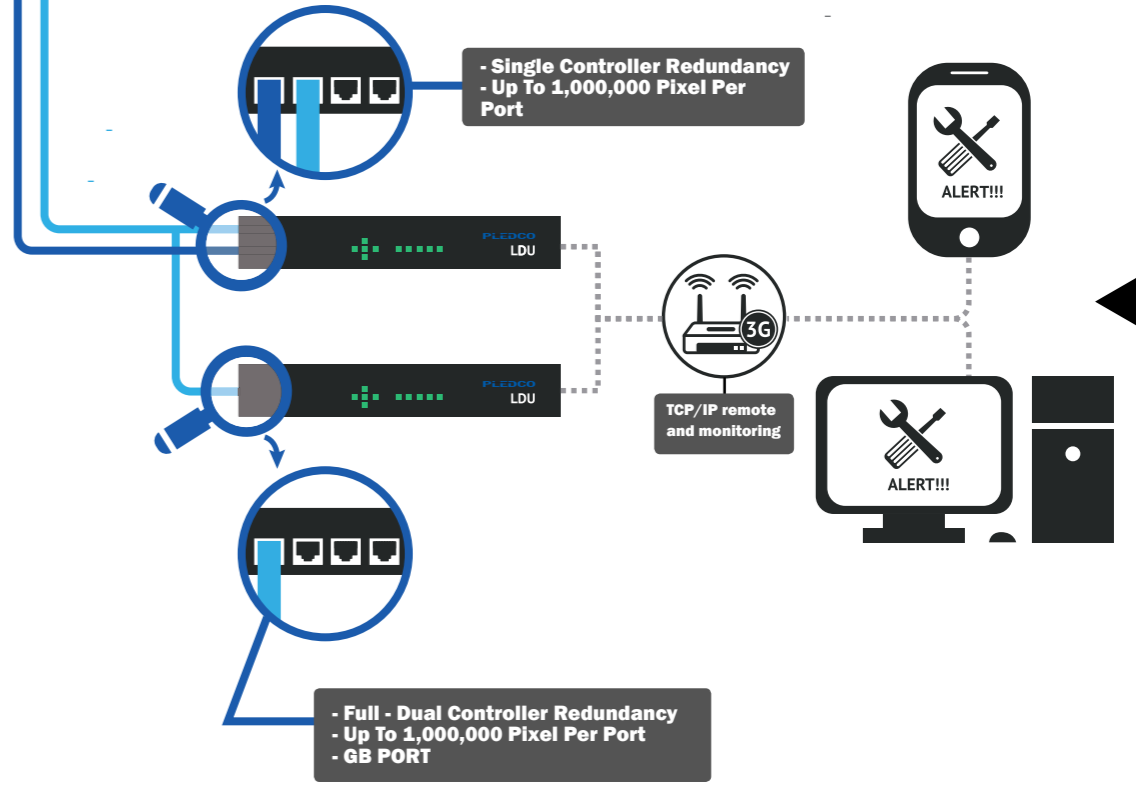 - Single Controller Redundancy
- Up To 1,000,000 Pixel Per
Port
ALERT!!!
PLEDCO
LDU
3G
PLEDCO
LDU
TCP/IP remote
and monitoring
ALERT!!!
- Full - Dual Controller Redundancy
- Up To 1,000,000 Pixel Per Port
- GB PORT